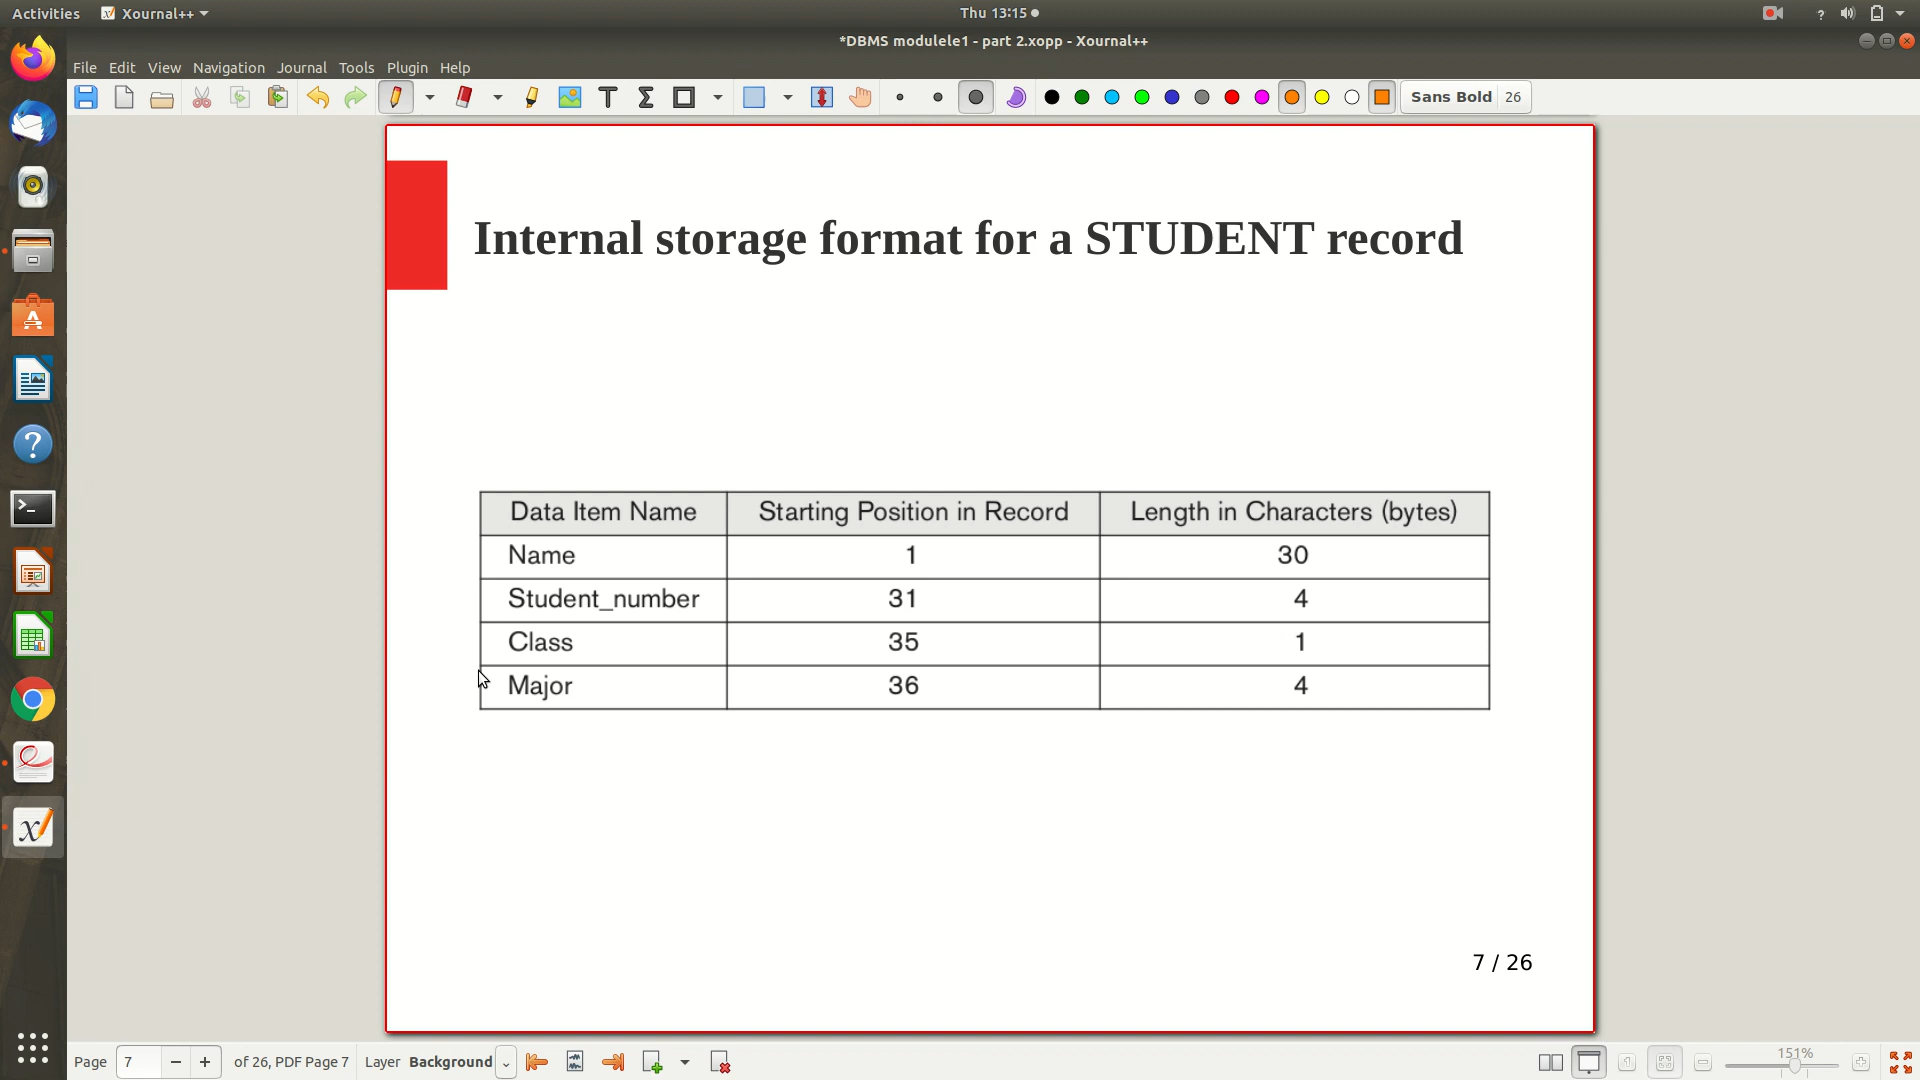 Activities Xournal++ Thu 13:15 ?
*DBMS modulele1 - part 2.xopp - Xournal++
File Edit View Navigation Journal Tools Plugin Help
T Σ Sans Bold 26
Internal storage format for a STUDENT record
Data Item Name Starting Position in Record Length in Characters (bytes)
Name 1 30
Student_number 31 4
Class 35 1
Major 36 4
7 / 26
Page 7 − + of 26, PDF Page 7 Layer Background 151%